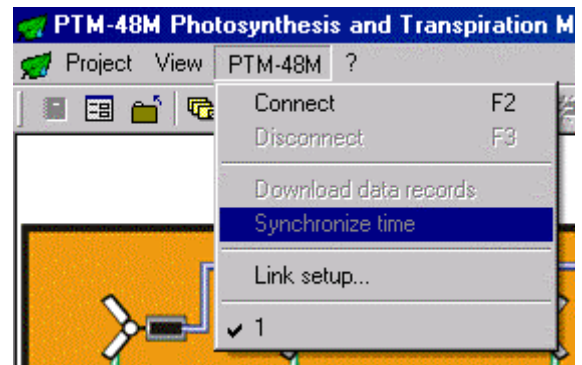 PTM-48M Photosynthesis and Transpiration M
Project View PTM-48M ?
Connect F2
Disconnect F3
Download data records
Synchronize time
Link setup...
1